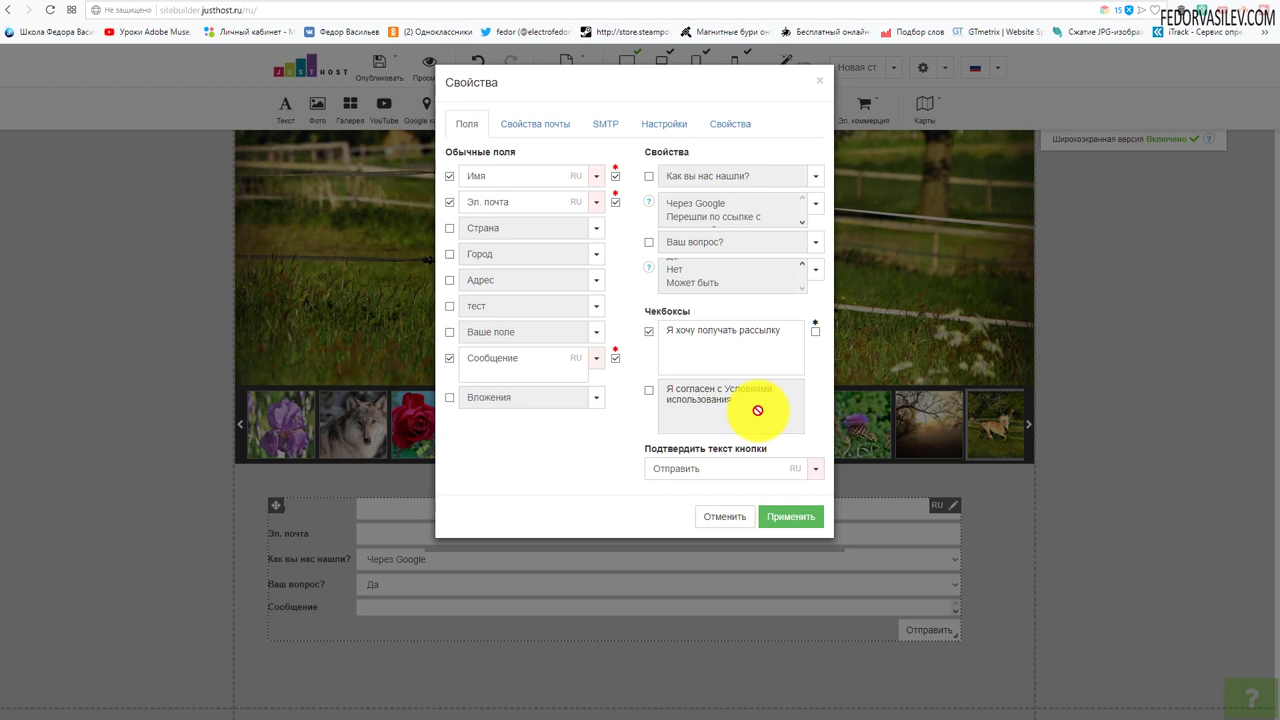 Не защищено
sitebuilder.justhost.ru/ru/
15
FEDORVASILEV.COM
Школа Федора Васи
Уроки Adobe Muse,
Личный кабинет - М
Федор Васильев
(2) Одноклассники
fedor (@electrofedor
http://store.steampo
Магнитные бури он
Бесплатный онлайн
Подбор слов
GTmetrix | Website Sp
Сжатие JPG-изображ
iTrack - Сервис опре
JUST HOST
Опубликовать
Просм
Новая ст
Текст
Фото
Галерея
YouTube
Google к
Эл. коммерция
Карты
Широкоэкранная версия Включено
?
Свойства
×
Поля
Свойства почты
SMTP
Настройки
Свойства
Обычные поля
Имя RU
*
Эл. почта RU
*
Страна
Город
Адрес
тест
Ваше поле
Сообщение RU
*
Вложения
Свойства
Как вы нас нашли?
?
Через Google
Перешли по ссылке с
Ваш вопрос?
?
Нет
Может быть
Чекбоксы
Я хочу получать рассылку
*
Я согласен с Условиями
использования
Подтвердить текст кнопки
Отправить RU
Отменить
Применить
RU
Эл. почта
Как вы нас нашли?
Через Google
Ваш вопрос?
Да
Сообщение
Отправить
?